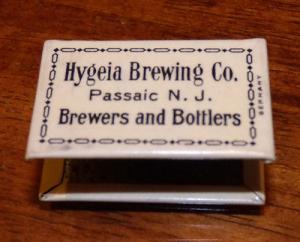 Hygeia Brewing Co.
Passaic N. J.
Brewers and Bottlers
GERMANY